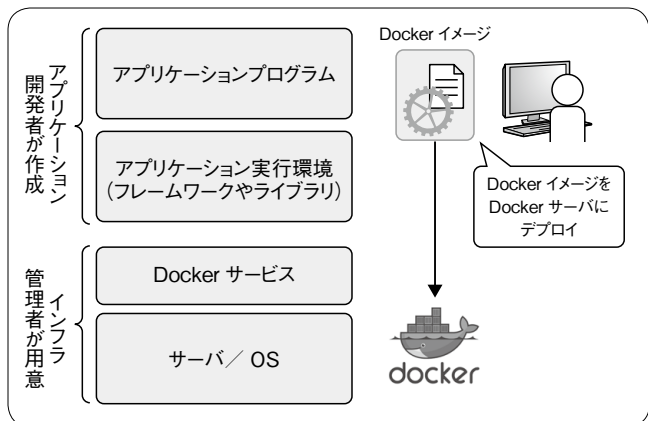 アプリケーション
開発者が作成
アプリケーションプログラム
アプリケーション実行環境
(フレームワークやライブラリ)
インフラ
管理者が用意
Docker サービス
サーバ／ OS
Docker イメージ
Docker イメージを
Docker サーバに
デプロイ
docker